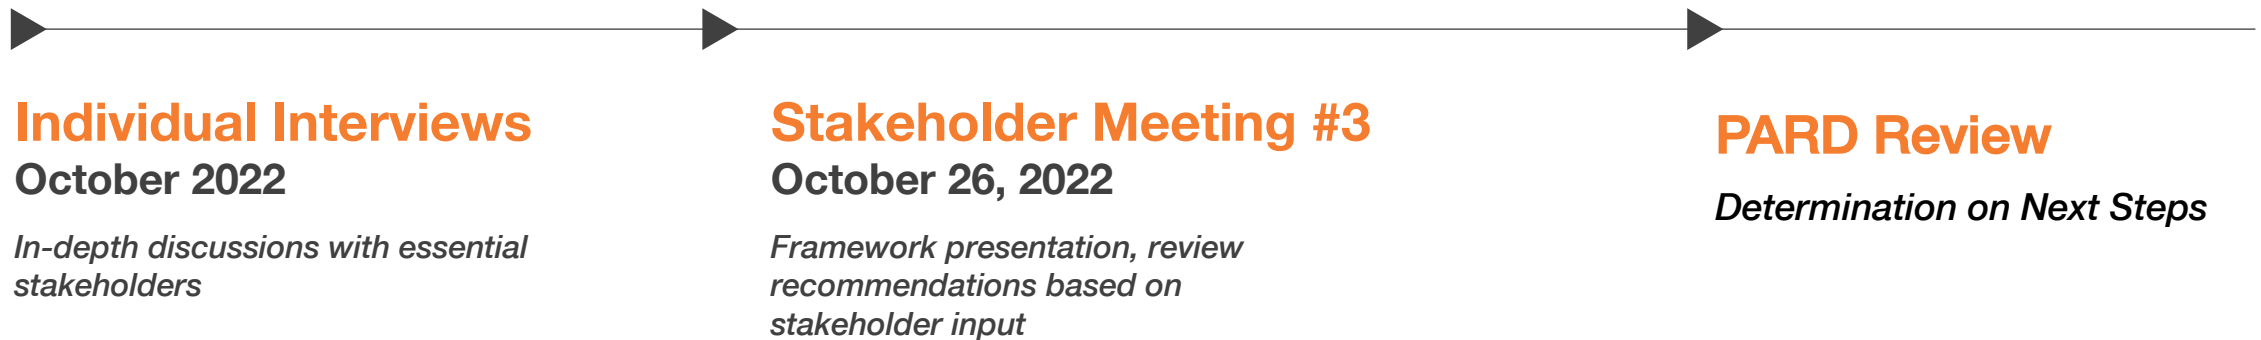 Individual Interviews
October 2022
In-depth discussions with essential
stakeholders
Stakeholder Meeting #3
October 26, 2022
Framework presentation, review
recommendations based on
stakeholder input
PARD Review
Determination on Next Steps